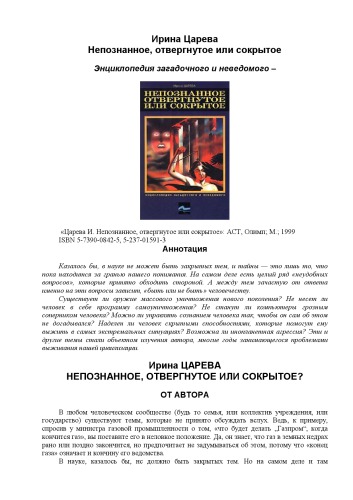 Ирина Царева
Непознанное, отвергнутое или сокрытое
Энциклопедия загадочного и неведомого –
НЕПОЗНАННОЕ
ОТВЕРГНУТОЕ
ИЛИ СОКРЫТОЕ
«Царева И. Непознанное, отвергнутое или сокрытое»: АСТ, Олимп; М.; 1999
ISBN 5-7390-0842-5, 5-237-01591-3
Аннотация
Казалось бы, в науке не может быть закрытых тем, и тайны — это лишь то, что
пока находится за гранью нашего понимания. На самом деле есть целый ряд «неудобных
вопросов», которые принято обходить стороной. А между тем зачастую от ответа
именно на эти вопросы зависит, «быть или не быть» человечеству.
Существует ли оружие массового уничтожения нового поколения? Не несет ли
человек в себе программу самоуничтожения? Не станут ли компьютеры грозным
соперником человека? Можно ли управлять сознанием человека так, чтобы он сам об этом
не догадывался? Наделен ли человек скрытыми способностями, которые помогут ему
выжить в самых экстремальных ситуациях? Возможна ли инопланетная агрессия? Эти и
другие темы стали объектом изучения автора, многие годы занимающегося проблемами
выживания нашей цивилизации.
Ирина ЦАРЕВА
НЕПОЗНАННОЕ, ОТВЕРГНУТОЕ ИЛИ СОКРЫТОЕ?
ОТ АВТОРА
В любом человеческом сообществе (будь то семья, или коллектив учреждения, или
государство) существуют темы, которые не принято обсуждать вслух. Ведь, к примеру,
спросив у министра газовой промышленности о том, «что будет делать „Газпром“, когда
кончится газ», вы поставите его в неловкое положение. Да, он знает, что газ в земных недрах
рано или поздно закончится, но предпочитает не задумываться об этом, потому что «конец
газа» означает и кончину его ведомства.
В науке, казалось бы, не должно быть закрытых тем. Но на самом деле и там